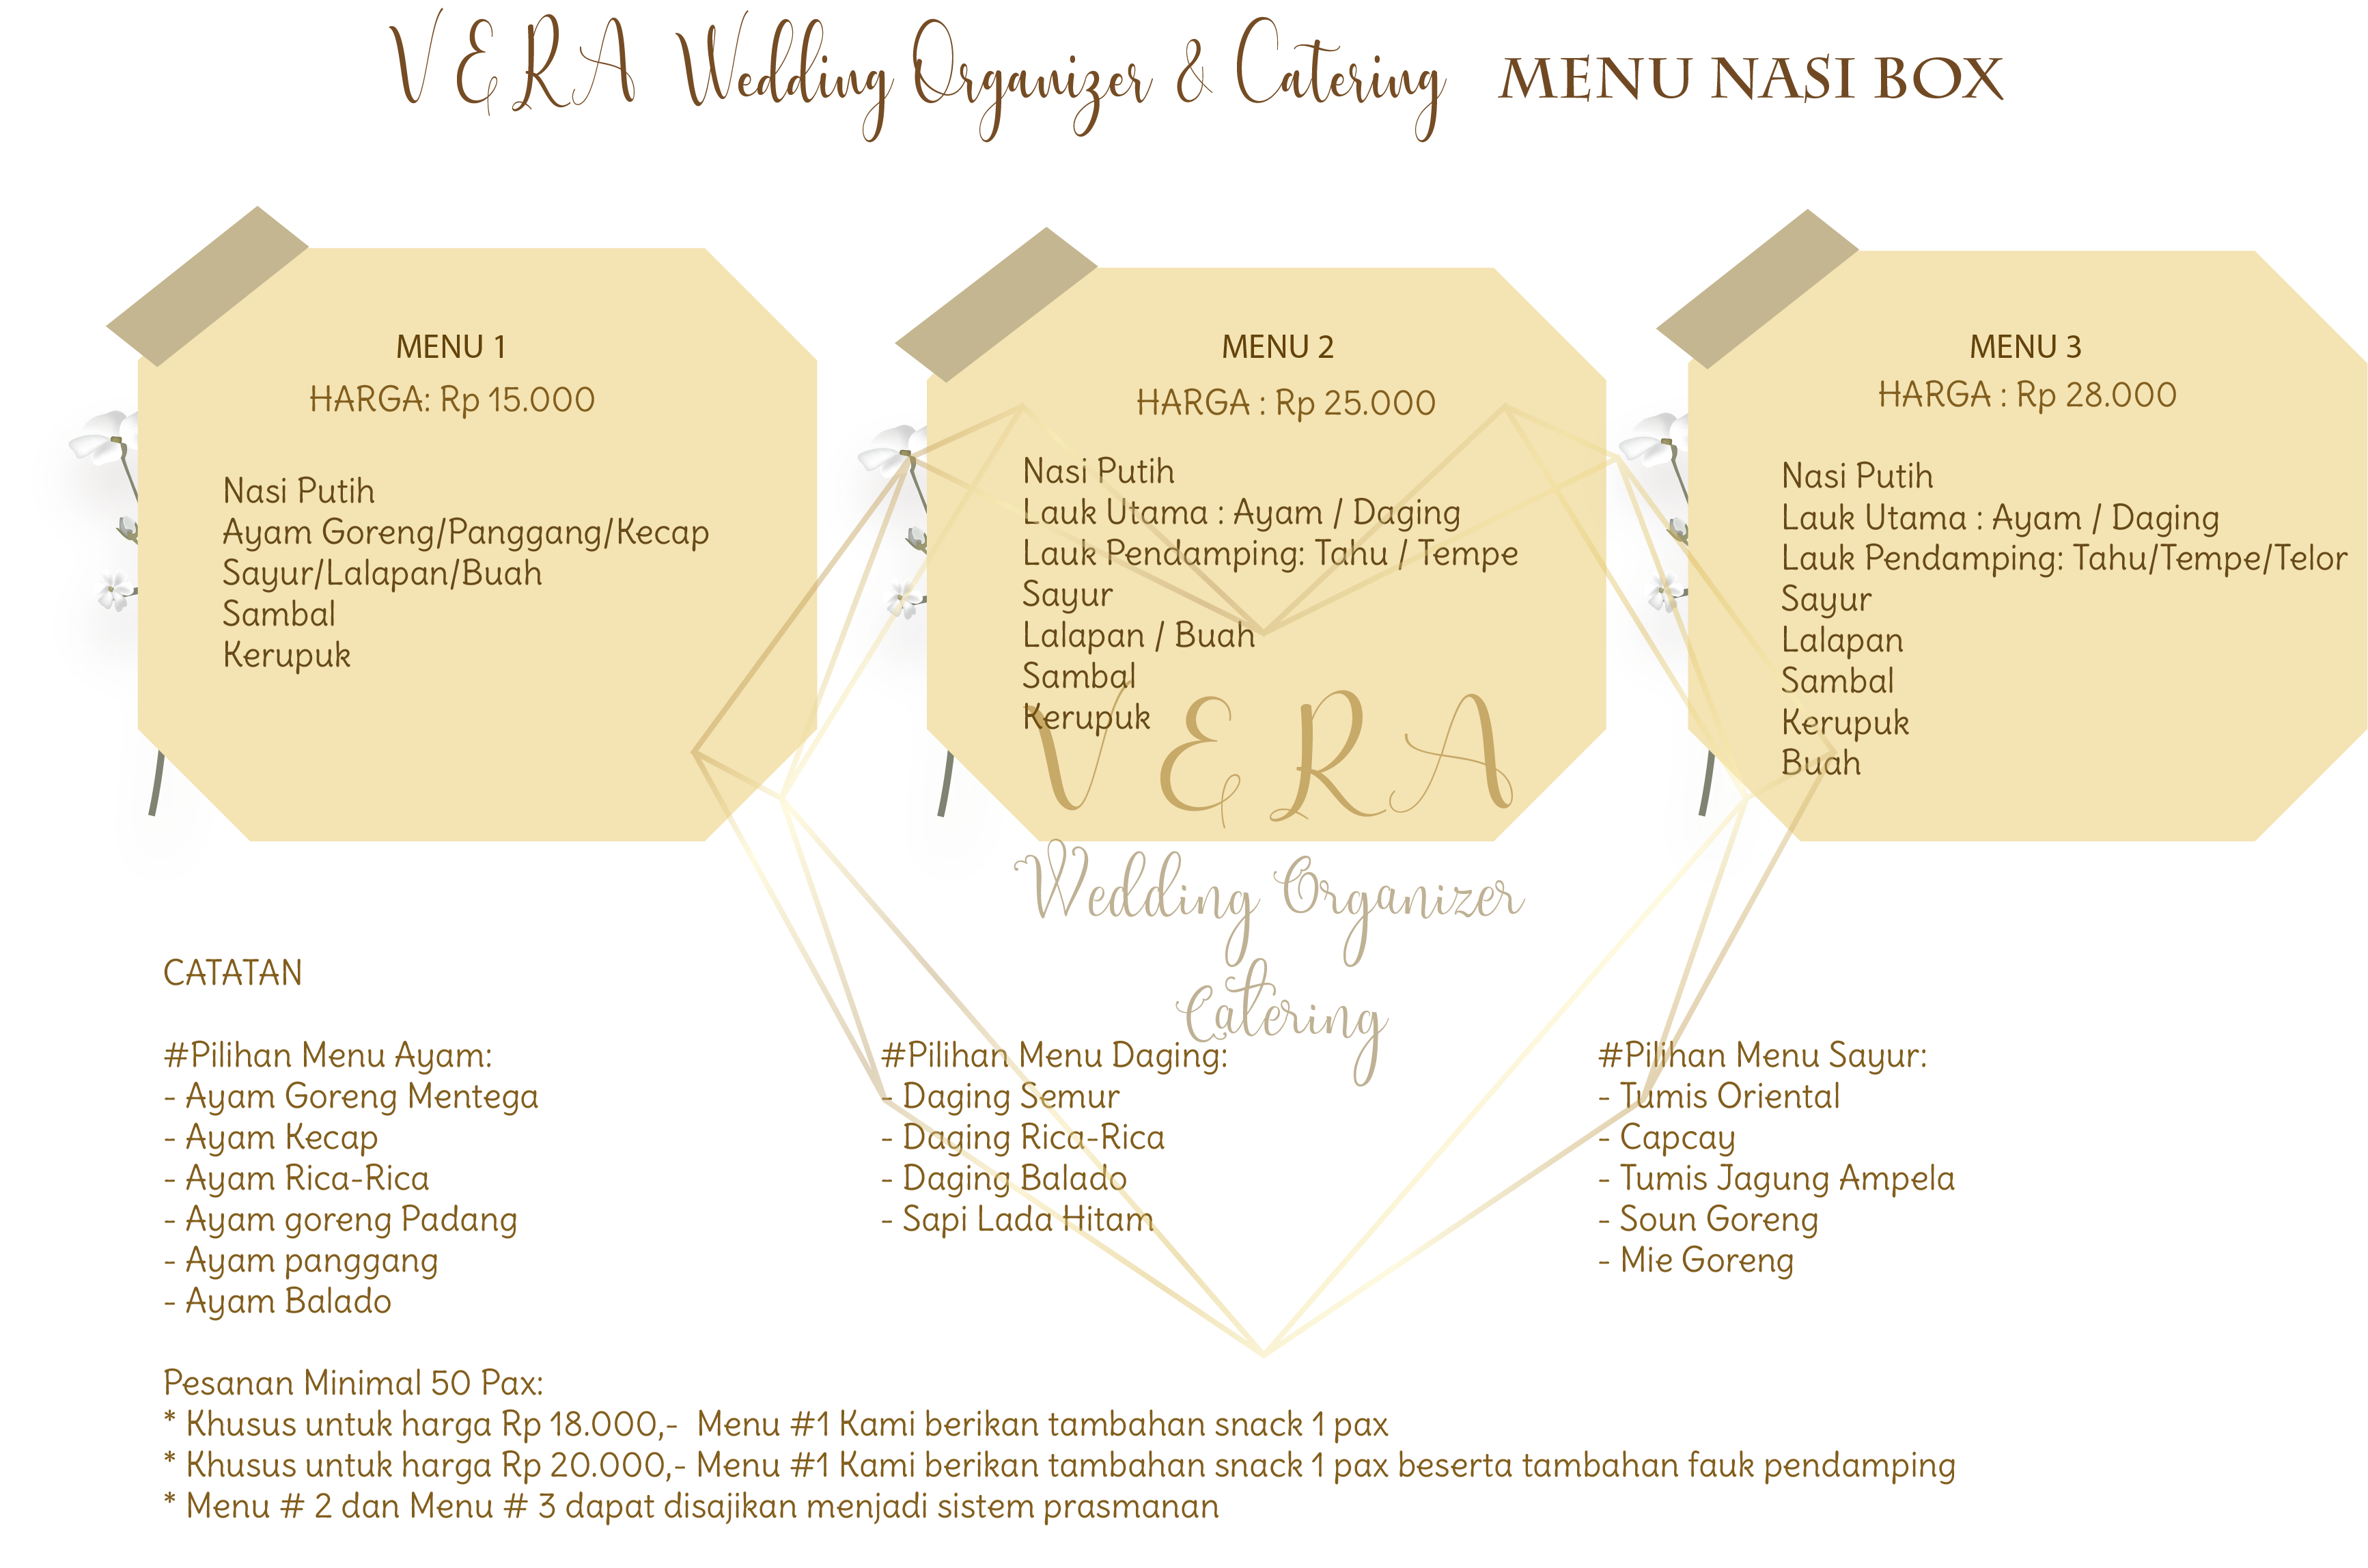 VERA Wedding Organizer & Catering MENU NASI BOX
MENU 1
HARGA: Rp 15.000
Nasi Putih
Ayam Goreng/Panggang/Kecap
Sayur/Lalapan/Buah
Sambal
Kerupuk
MENU 2
HARGA : Rp 25.000
Nasi Putih
Lauk Utama : Ayam / Daging
Lauk Pendamping: Tahu / Tempe
Sayur
Lalapan / Buah
Sambal
Kerupuk
MENU 3
HARGA : Rp 28.000
Nasi Putih
Lauk Utama : Ayam / Daging
Lauk Pendamping: Tahu/Tempe/Telor
Sayur
Lalapan
Sambal
Kerupuk
Buah
VERA
Wedding Organizer
Catering
CATATAN
#Pilihan Menu Ayam:
- Ayam Goreng Mentega
- Ayam Kecap
- Ayam Rica-Rica
- Ayam goreng Padang
- Ayam panggang
- Ayam Balado
#Pilihan Menu Daging:
- Daging Semur
- Daging Rica-Rica
- Daging Balado
- Sapi Lada Hitam
#Pilihan Menu Sayur:
- Tumis Oriental
- Capcay
- Tumis Jagung Ampela
- Soun Goreng
- Mie Goreng
Pesanan Minimal 50 Pax:
* Khusus untuk harga Rp 18.000,- Menu #1 Kami berikan tambahan snack 1 pax
* Khusus untuk harga Rp 20.000,- Menu #1 Kami berikan tambahan snack 1 pax beserta tambahan fauk pendamping
* Menu # 2 dan Menu # 3 dapat disajikan menjadi sistem prasmanan